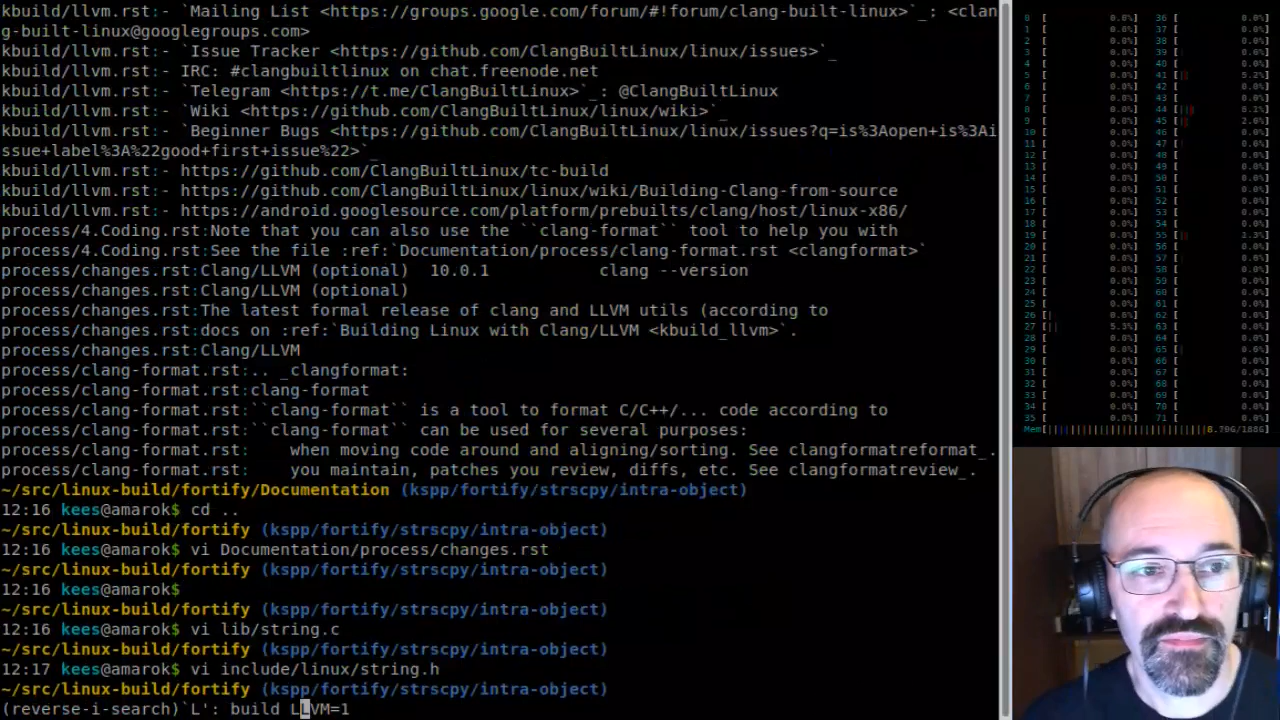 kbuild/llvm.rst:- `Mailing List <https://groups.google.com/forum/#!forum/clang-built-linux>`_: <clan
g-built-linux@googlegroups.com>
kbuild/llvm.rst:- `Issue Tracker <https://github.com/ClangBuiltLinux/linux/issues>`_
kbuild/llvm.rst:- IRC: #clangbuiltlinux on chat.freenode.net
kbuild/llvm.rst:- `Telegram <https://t.me/ClangBuiltLinux>`_: @ClangBuiltLinux
kbuild/llvm.rst:- `Wiki <https://github.com/ClangBuiltLinux/linux/wiki>`_
kbuild/llvm.rst:- `Beginner Bugs <https://github.com/ClangBuiltLinux/linux/issues?q=is%3Aopen+is%3Ai
ssue+label%3A%22good+first+issue%22>`_
kbuild/llvm.rst:- https://github.com/ClangBuiltLinux/tc-build
kbuild/llvm.rst:- https://github.com/ClangBuiltLinux/linux/wiki/Building-Clang-from-source
kbuild/llvm.rst:- https://android.googlesource.com/platform/prebuilts/clang/host/linux-x86/
process/4.Coding.rst:Note that you can also use the ``clang-format`` tool to help you with
process/4.Coding.rst:See the file :ref:`Documentation/process/clang-format.rst <clangformat>`
process/changes.rst:Clang/LLVM (optional)  10.0.1           clang --version
process/changes.rst:Clang/LLVM (optional)
process/changes.rst:The latest formal release of clang and LLVM utils (according to
process/changes.rst:docs on :ref:`Building Linux with Clang/LLVM <kbuild_llvm>`.
process/changes.rst:Clang/LLVM
process/clang-format.rst:.. _clangformat:
process/clang-format.rst:clang-format
process/clang-format.rst:``clang-format`` is a tool to format C/C++/... code according to
process/clang-format.rst:``clang-format`` can be used for several purposes:
process/clang-format.rst:    when moving code around and aligning/sorting. See clangformatreformat_.
process/clang-format.rst:    you maintain, patches you review, diffs, etc. See clangformatreview_.
~/src/linux-build/fortify/Documentation (kspp/fortify/strscpy/intra-object)
12:16 kees@amarok$ cd ..
~/src/linux-build/fortify (kspp/fortify/strscpy/intra-object)
12:16 kees@amarok$ vi Documentation/process/changes.rst
~/src/linux-build/fortify (kspp/fortify/strscpy/intra-object)
12:16 kees@amarok$
~/src/linux-build/fortify (kspp/fortify/strscpy/intra-object)
12:16 kees@amarok$ vi lib/string.c
~/src/linux-build/fortify (kspp/fortify/strscpy/intra-object)
12:17 kees@amarok$ vi include/linux/string.h
~/src/linux-build/fortify (kspp/fortify/strscpy/intra-object)
(reverse-i-search)`L': build LLVM=1